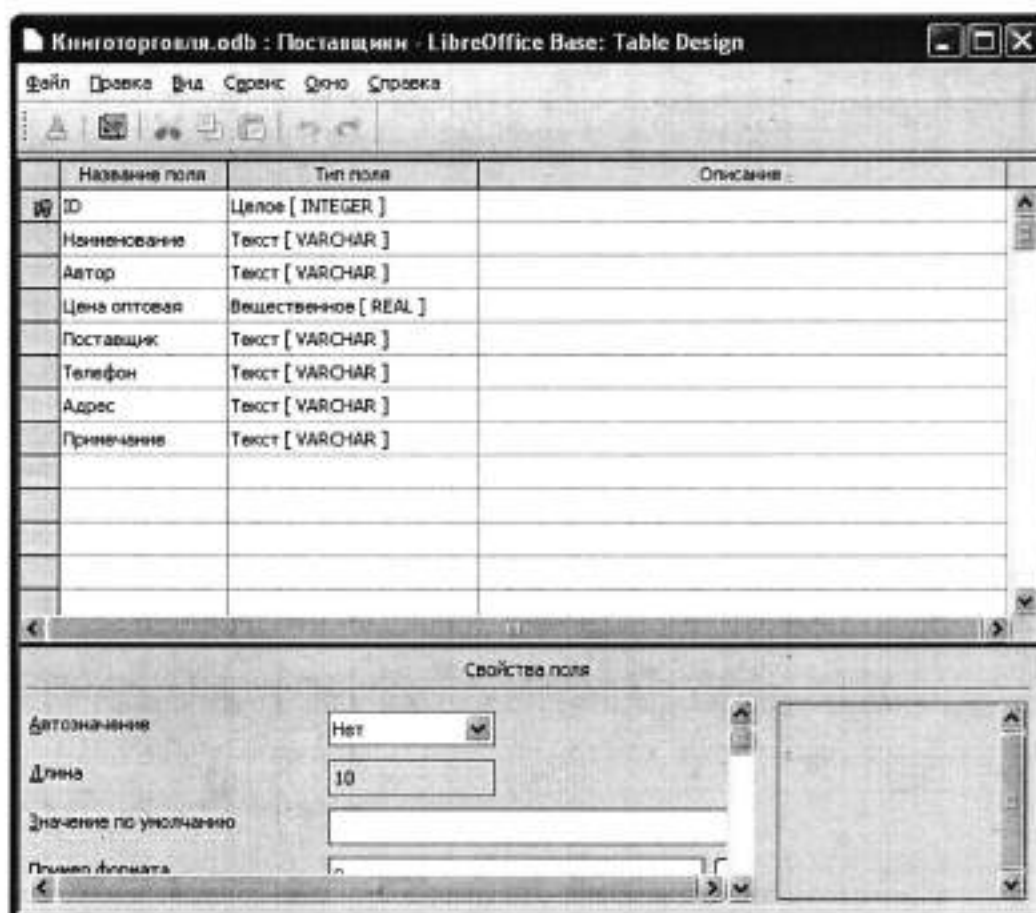 Книготорговля.odb : Поставщики - LibreOffice Base: Table Design
Файл Правка Вид Сервис Окно Справка
Название поля Тип поля Описание
ID Целое [ INTEGER ]
Наименование Текст [ VARCHAR ]
Автор Текст [ VARCHAR ]
Цена оптовая Вещественное [ REAL ]
Поставщик Текст [ VARCHAR ]
Телефон Текст [ VARCHAR ]
Адрес Текст [ VARCHAR ]
Примечание Текст [ VARCHAR ]
Свойства поля
Автозначение Нет
Длина 10
Значение по умолчанию
Пример формата